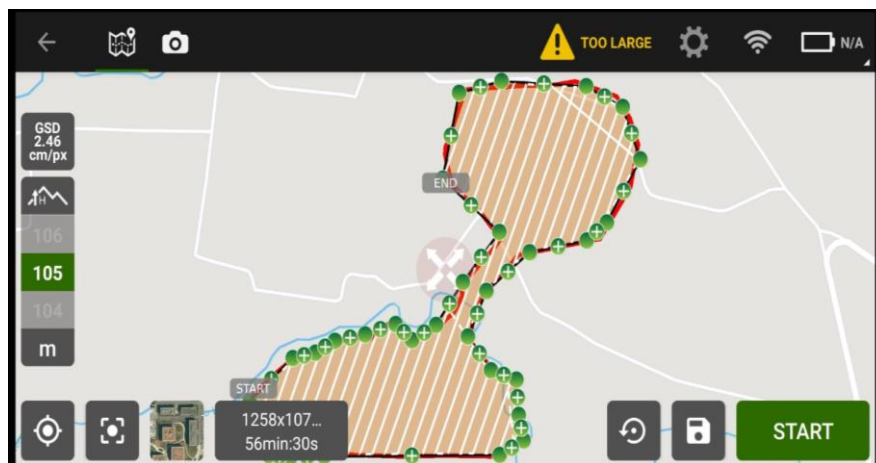 TOO LARGE
N/A
GSD
2.46
cm/px
END
H
106
105
104
m
START
1258x107...
56min:30s
START